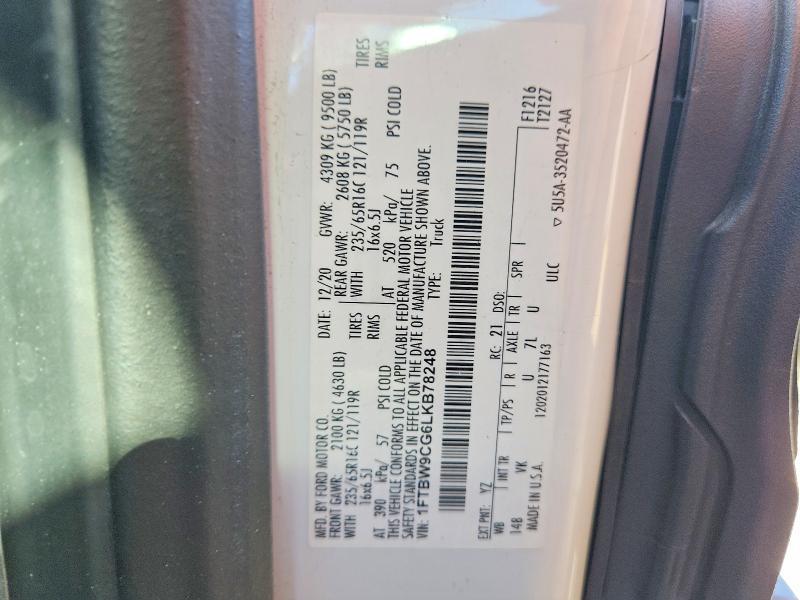 MFD. BY FORD MOTOR CO. DATE: 12/20 GVWR: 4309 KG ( 9500 LB)
FRONT GAWR: 2100 KG ( 4630 LB) REAR GAWR: 2608 KG ( 5750 LB)
WITH 235/65R16C 121/119R TIRES WITH 235/65R16C 121/119R TIRES
16x6.5J RIMS 16x6.5J RIMS
AT 390 kPa/ 57 PSI COLD AT 520 kPa/ 75 PSI COLD
THIS VEHICLE CONFORMS TO ALL APPLICABLE FEDERAL MOTOR VEHICLE
SAFETY STANDARDS IN EFFECT ON THE DATE OF MANUFACTURE SHOWN ABOVE.
VIN: 1FTBW9CG6LKB78248 TYPE: Truck
EXT PNT: YZ RC: 21 DSO: F1216
WB INT TR TP/PS R AXLE TR SPR T2127
148 VK U 7L U
MADE IN U.S.A. 1202012177163 ULC ▽ 5U5A-3520472-AA